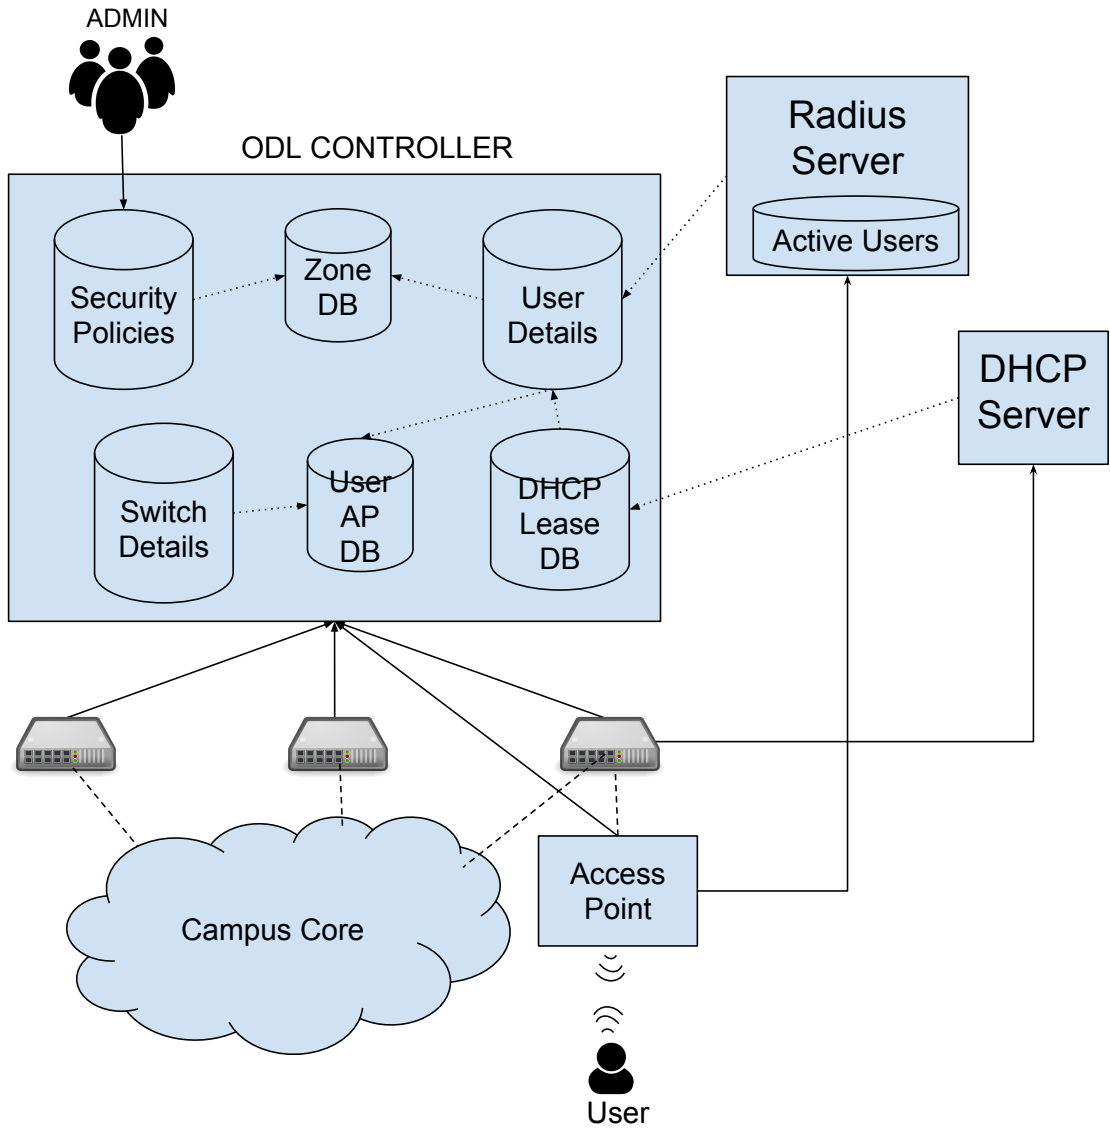 ADMIN
ODL CONTROLLER
Radius
Server
Active Users
Security
Policies
Zone
DB
User
Details
DHCP
Server
Switch
Details
User
AP
DB
DHCP
Lease
DB
Access
Point
Campus Core
User